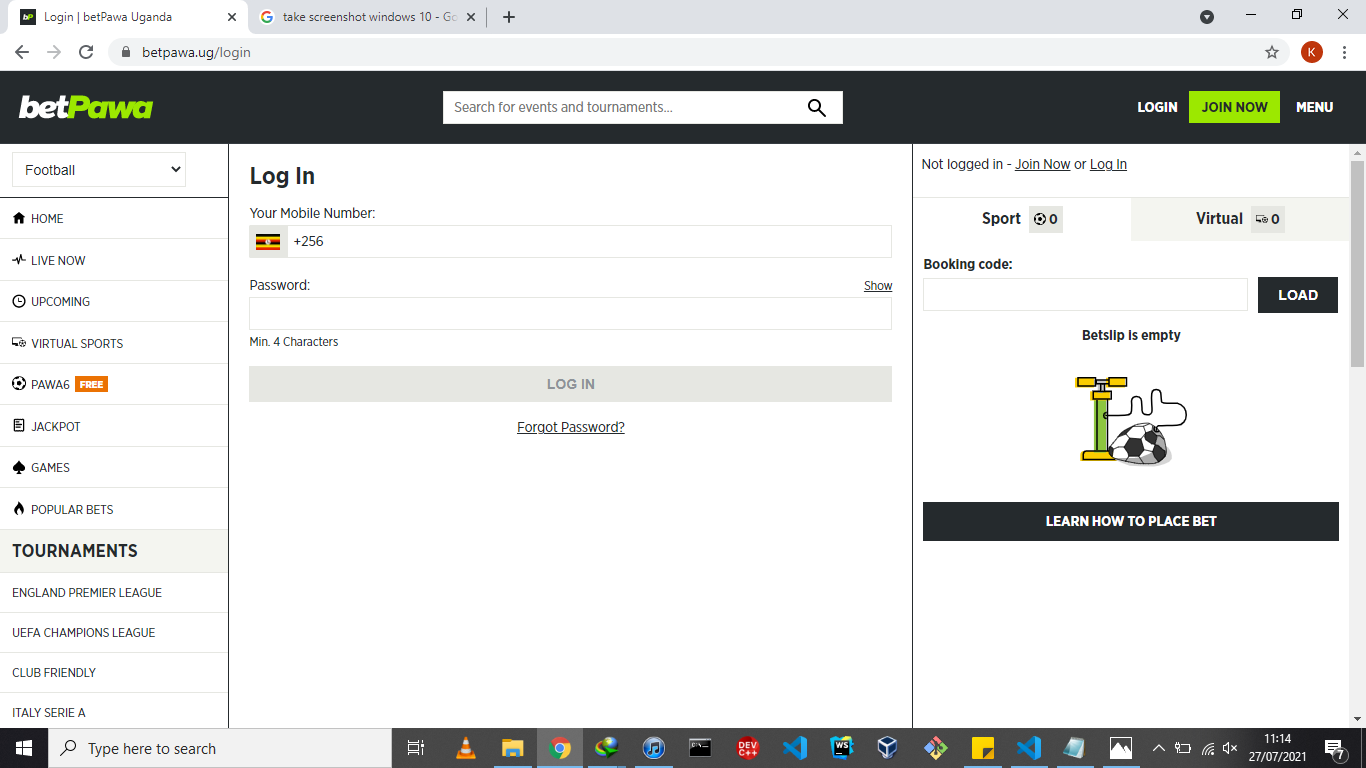 Login | betPawa Uganda
take screenshot windows 10 - Go
betpawa.ug/login
K
betPawa
Search for events and tournaments...
LOGIN
JOIN NOW
MENU
Football
HOME
LIVE NOW
UPCOMING
VIRTUAL SPORTS
PAWA6 FREE
JACKPOT
GAMES
POPULAR BETS
TOURNAMENTS
ENGLAND PREMIER LEAGUE
UEFA CHAMPIONS LEAGUE
CLUB FRIENDLY
ITALY SERIE A
Log In
Your Mobile Number:
+256
Password:
Show
Min. 4 Characters
LOG IN
Forgot Password?
Not logged in - Join Now or Log In
Sport 0
Virtual 0
Booking code:
LOAD
Betslip is empty
LEARN HOW TO PLACE BET
Type here to search
DEV
C++
WS
11:14
27/07/2021
7